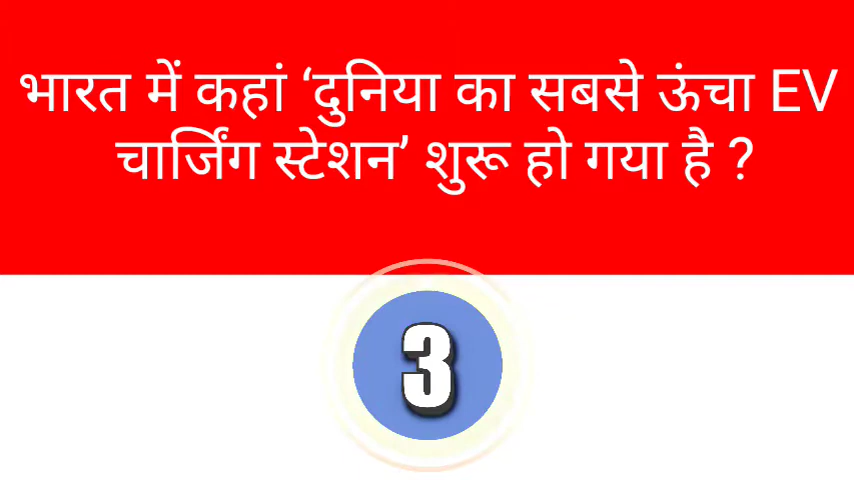 भारत में कहां ‘दुनिया का सबसे ऊंचा EV
चार्जिंग स्टेशन’ शुरू हो गया है ?
3